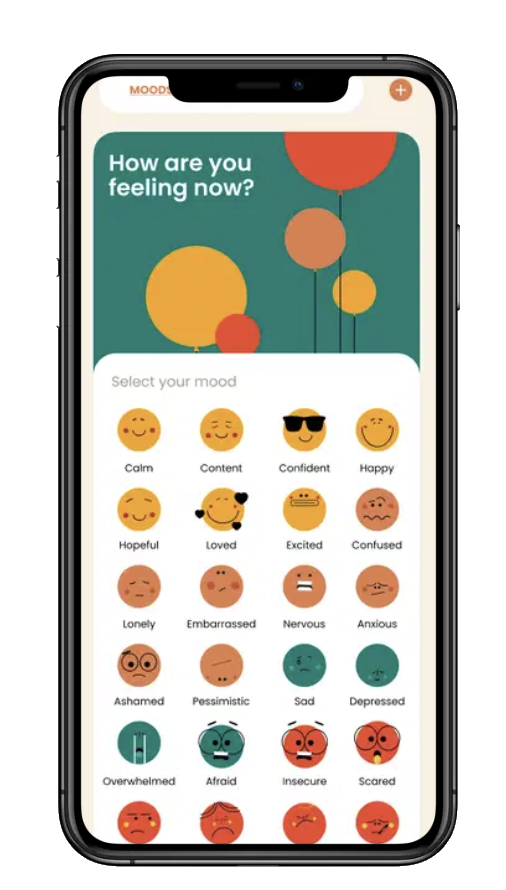 MOODS
How are you
feeling now?
Select your mood
Calm Content Confident Happy
Hopeful Loved Excited Confused
Lonely Embarrassed Nervous Anxious
Ashamed Pessimistic Sad Depressed
Overwhelmed Afraid Insecure Scared